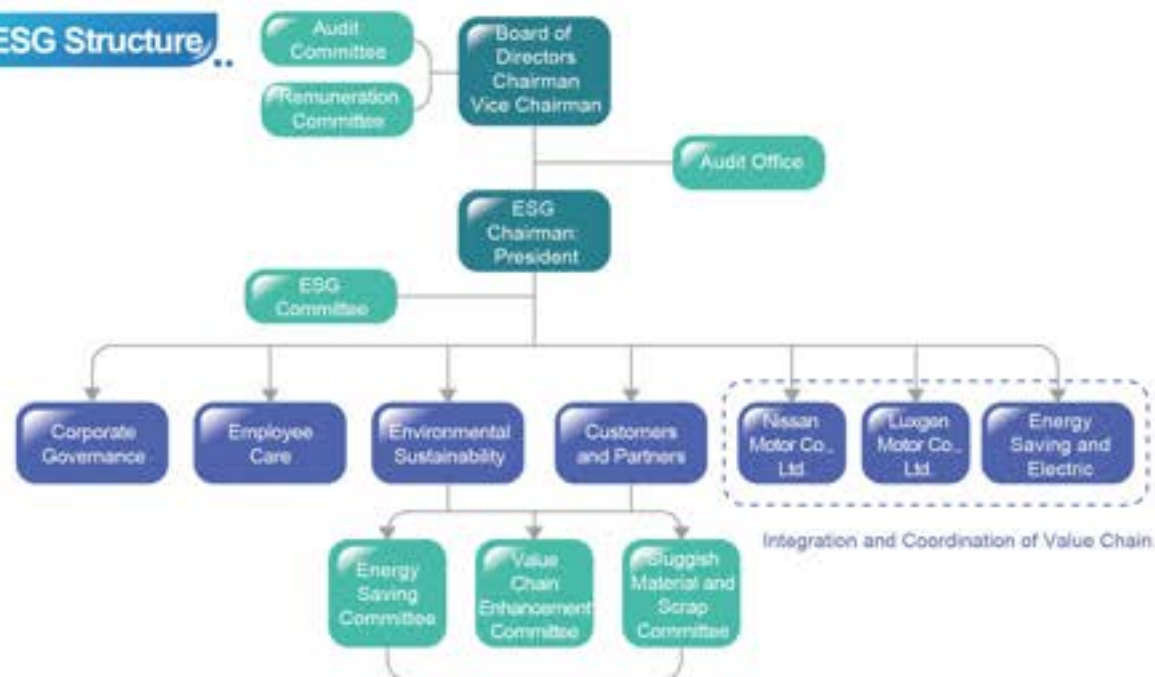 ESG Structure
Audit
Committee
Remuneration
Committee
Board of
Directors
Chairman
Vice Chairman
Audit Office
ESG
Chairman:
President
ESG
Committee
Corporate
Governance
Employee
Care
Environmental
Sustainability
Customers
and Partners
Nissan
Motor Co.,
Ltd.
Luxgen
Motor Co.,
Ltd.
Energy
Saving and
Electric
Integration and Coordination of Value Chain
Energy
Saving
Committee
Value
Chain
Enhancement
Committee
Sluggish
Material and
Scrap
Committee